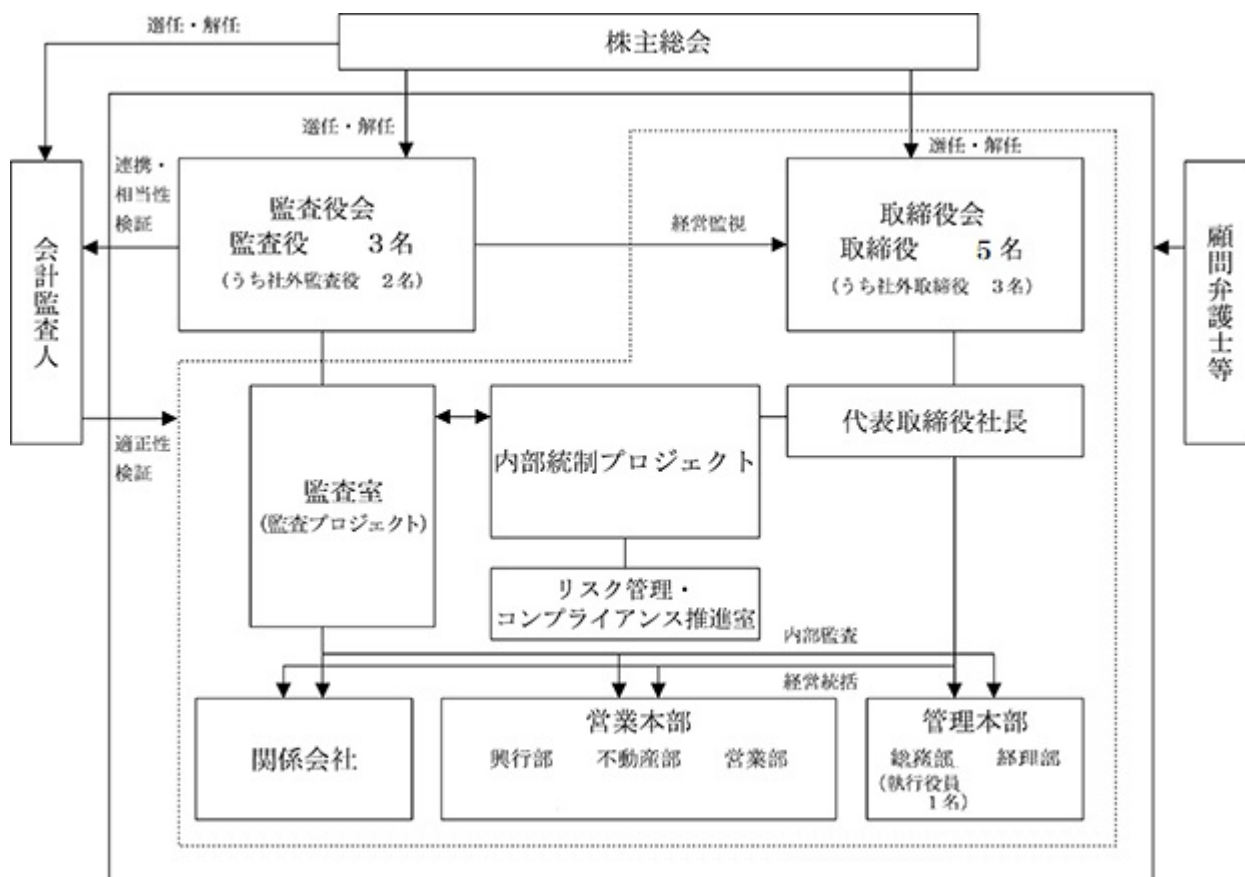 選任・解任
株主総会
選任・解任
選任・解任
連携・
相当性
検証
監査役会
監査役　3名
(うち社外監査役　2名)
経営監視
取締役会
取締役　5名
(うち社外取締役　3名)
会計監査人
顧問弁護士等
適正性
検証
監査室
(監査プロジェクト)
内部統制プロジェクト
代表取締役社長
リスク管理・
コンプライアンス推進室
内部監査
経営統括
関係会社
営業本部
興行部　不動産部　営業部
管理本部
総務部　経理部
(執行役員
1名)